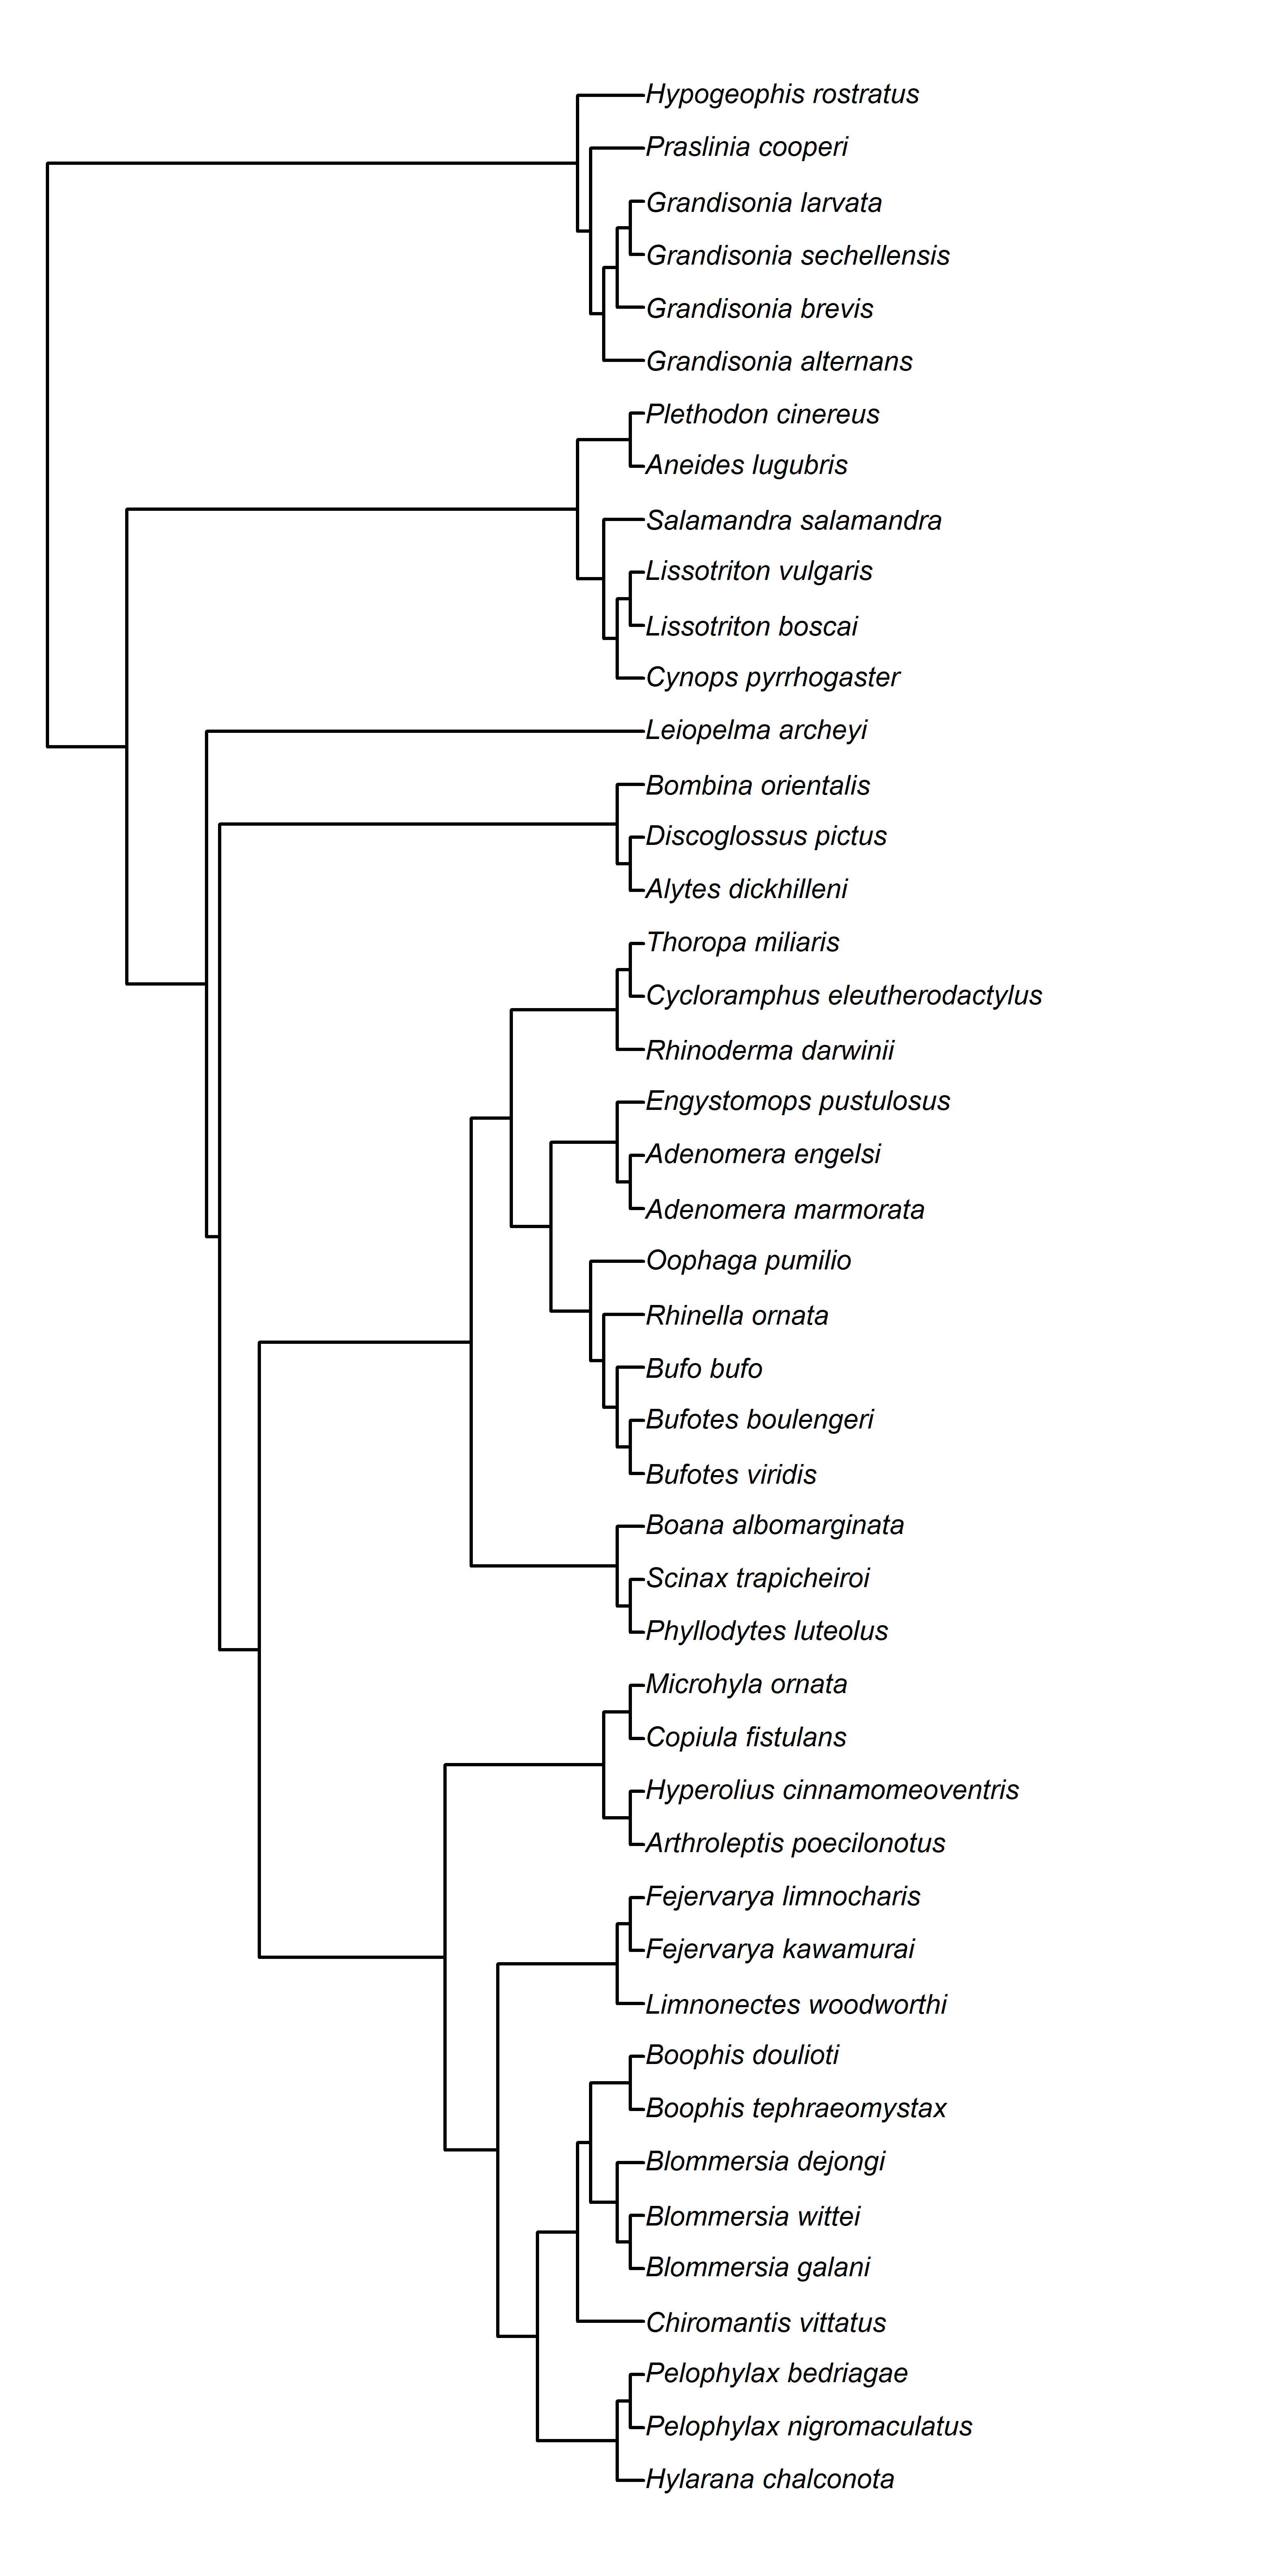 Hypogeophis rostratus
Praslinia cooperi
Grandisonia larvata
Grandisonia sechellensis
Grandisonia brevis
Grandisonia alternans
Plethodon cinereus
Aneides lugubris
Salamandra salamandra
Lissotriton vulgaris
Lissotriton boscai
Cynops pyrrhogaster
Leiopelma archeyi
Bombina orientalis
Discoglossus pictus
Alytes dickhilleni
Thoropa miliaris
Cycloramphus eleutherodactylus
Rhinoderma darwinii
Engystomops pustulosus
Adenomera engelsi
Adenomera marmorata
Oophaga pumilio
Rhinella ornata
Bufo bufo
Bufotes boulengeri
Bufotes viridis
Boana albomarginata
Scinax trapicheiroi
Phyllodytes luteolus
Microhyla ornata
Copiula fistulans
Hyperolius cinnamomeoventris
Arthroleptis poecilonotus
Fejervarya limnocharis
Fejervarya kawamurai
Limnonectes woodworthi
Boophis doulioti
Boophis tephraeomystax
Blommersia dejongi
Blommersia wittei
Blommersia galani
Chiromantis vittatus
Pelophylax bedriagae
Pelophylax nigromaculatus
Hylarana chalconota